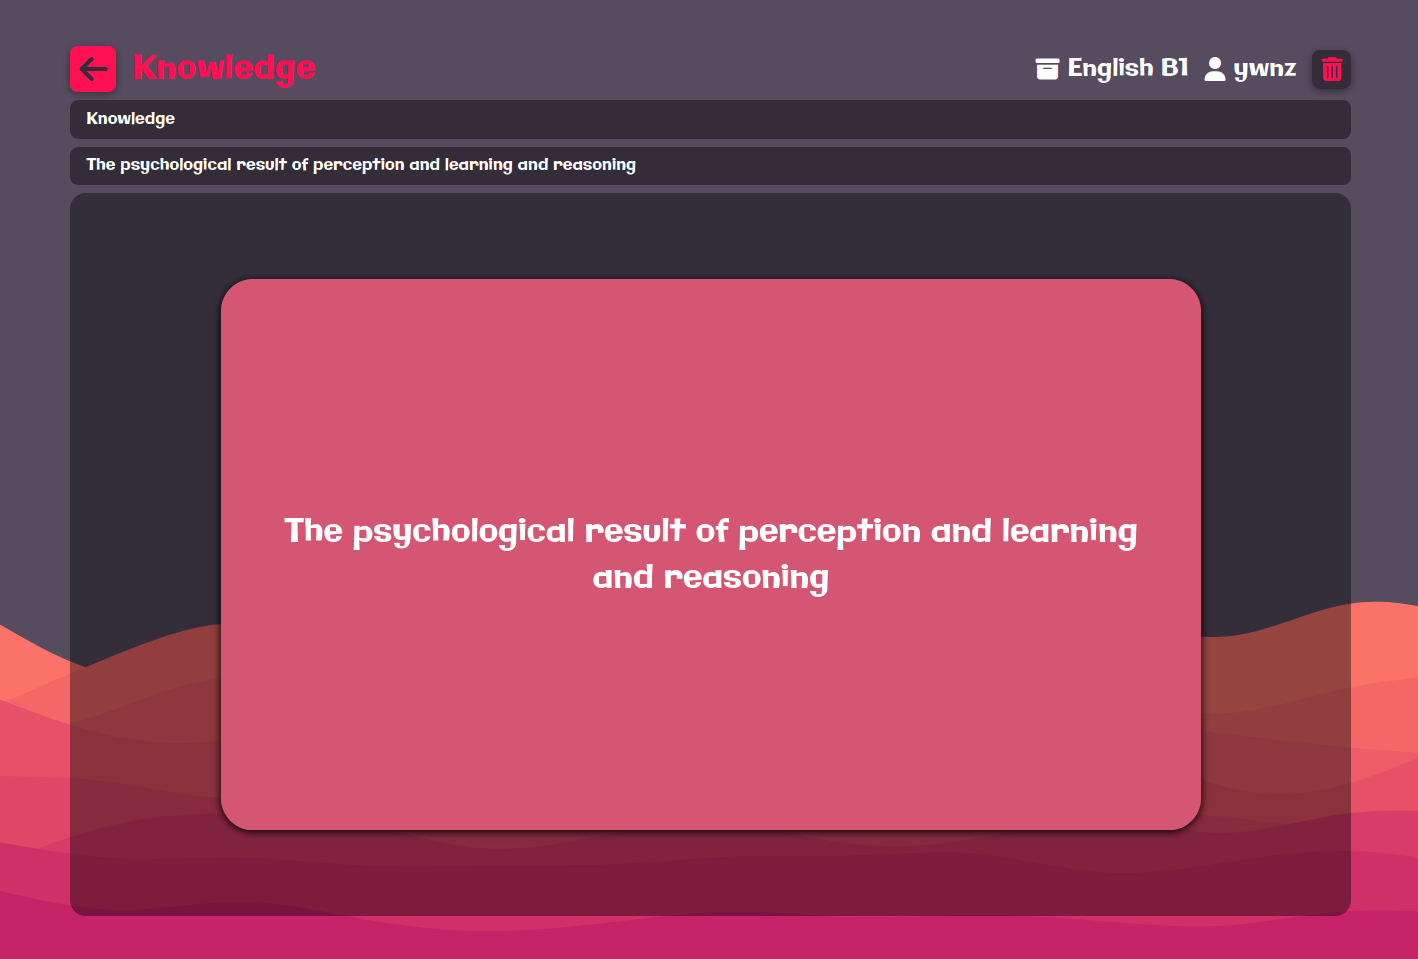 Knowledge
English B1 ywnz
Knowledge
The psychological result of perception and learning and reasoning
The psychological result of perception and learning
and reasoning